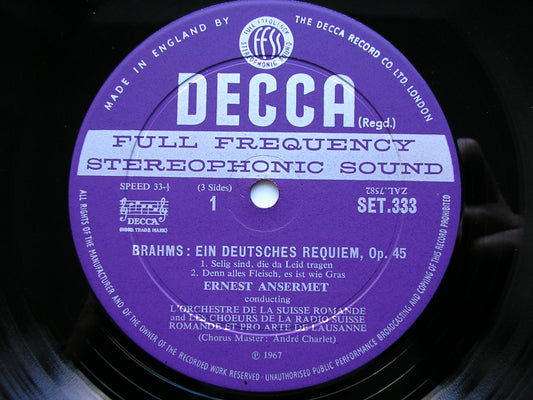 MADE IN ENGLAND BY
THE DECCA RECORD CO. LTD. LONDON.
FULL FREQUENCY
FFSS
STEREOPHONIC SOUND
DECCA
(Regd.)
FULL FREQUENCY
STEREOPHONIC SOUND
SPEED 33-⅓
(3 Sides)
ZAL.7582
DECCA
1
SET.333
BRAHMS: EIN DEUTSCHES REQUIEM, Op. 45
1. Selig sind, die da Leid tragen
2. Denn alles Fleisch, es ist wie Gras
ERNEST ANSERMET
conducting
L'ORCHESTRE DE LA SUISSE ROMANDE
and LES CHOEURS DE LA RADIO SUISSE
ROMANDE ET PRO ARTE DE LAUSANNE
(Chorus Master: André Charlet)
℗ 1967
ALL RIGHTS OF THE MANUFACTURER AND OF THE OWNER OF THE RECORDED WORK RESERVED - UNAUTHORISED PUBLIC PERFORMANCE BROADCASTING AND COPYING OF THIS RECORD PROHIBITED